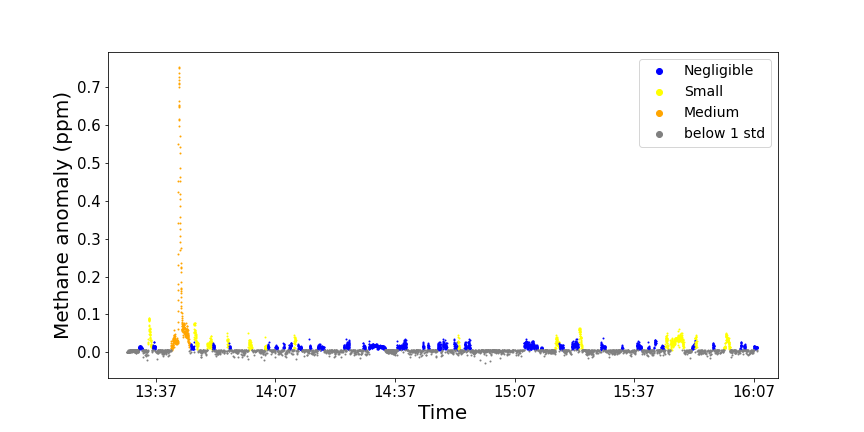 Methane anomaly (ppm)
0.7
0.6
0.5
0.4
0.3
0.2
0.1
0.0
Negligible
Small
Medium
below 1 std
13:37 14:07 14:37 15:07 15:37 16:07
Time